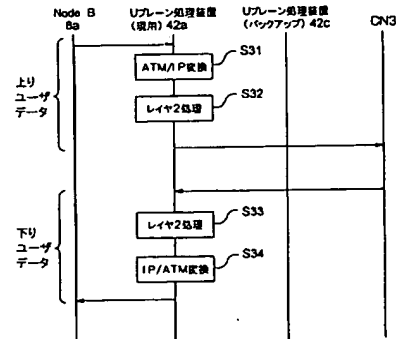 Node B
6a
Uプレーン処理装置
(現用) 42a
Uプレーン処理装置
(バックアップ) 42c
CN3
上り
ユーザ
データ
ATM/IP変換
S31
レイヤ2処理
S32
下り
ユーザ
データ
レイヤ2処理
S33
IP/ATM変換
S34